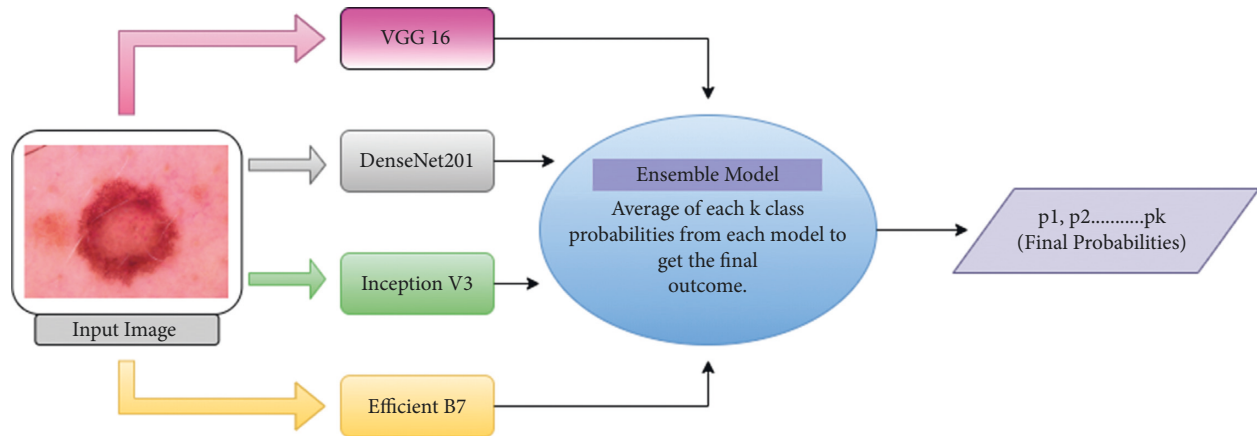 VGG 16
DenseNet201
Inception V3
Efficient B7
Input Image
Ensemble Model
Average of each k class
probabilities from each model to
get the final
outcome.
p1, p2...........pk
(Final Probabilities)